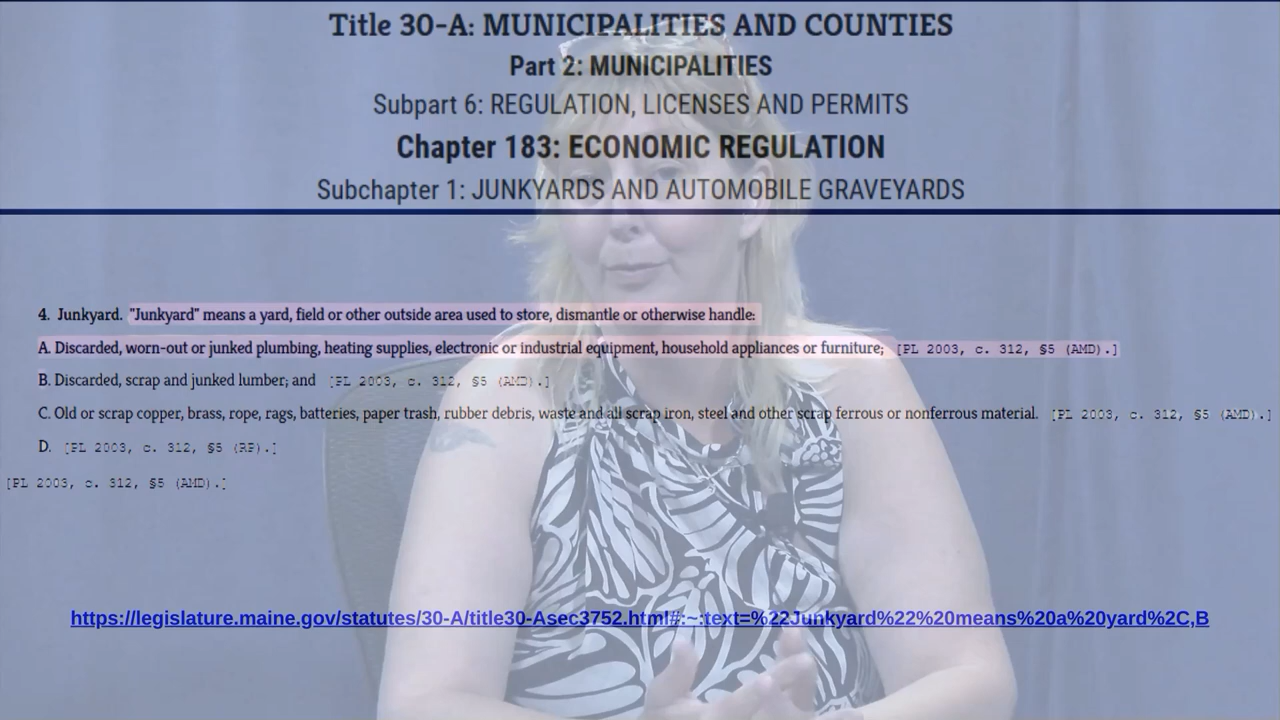 Title 30-A: MUNICIPALITIES AND COUNTIES
Part 2: MUNICIPALITIES
Subpart 6: REGULATION, LICENSES AND PERMITS
Chapter 183: ECONOMIC REGULATION
Subchapter 1: JUNKYARDS AND AUTOMOBILE GRAVEYARDS
4. Junkyard. "Junkyard" means a yard, field or other outside area used to store, dismantle or otherwise handle:
A. Discarded, worn-out or junked plumbing, heating supplies, electronic or industrial equipment, household appliances or furniture; [PL 2003, c. 312, §5 (AMD).]
B. Discarded, scrap and junked lumber; and [PL 2003, c. 312, §5 (AMD).]
C. Old or scrap copper, brass, rope, rags, batteries, paper trash, rubber debris, waste and all scrap iron, steel and other scrap ferrous or nonferrous material. [PL 2003, c. 312, §5 (AMD).]
D. [PL 2003, c. 312, §5 (RP).]
[PL 2003, c. 312, §5 (AMD).]
https://legislature.maine.gov/statutes/30-A/title30-Asec3752.html#:~:text=%22Junkyard%22%20means%20a%20yard%2C,B